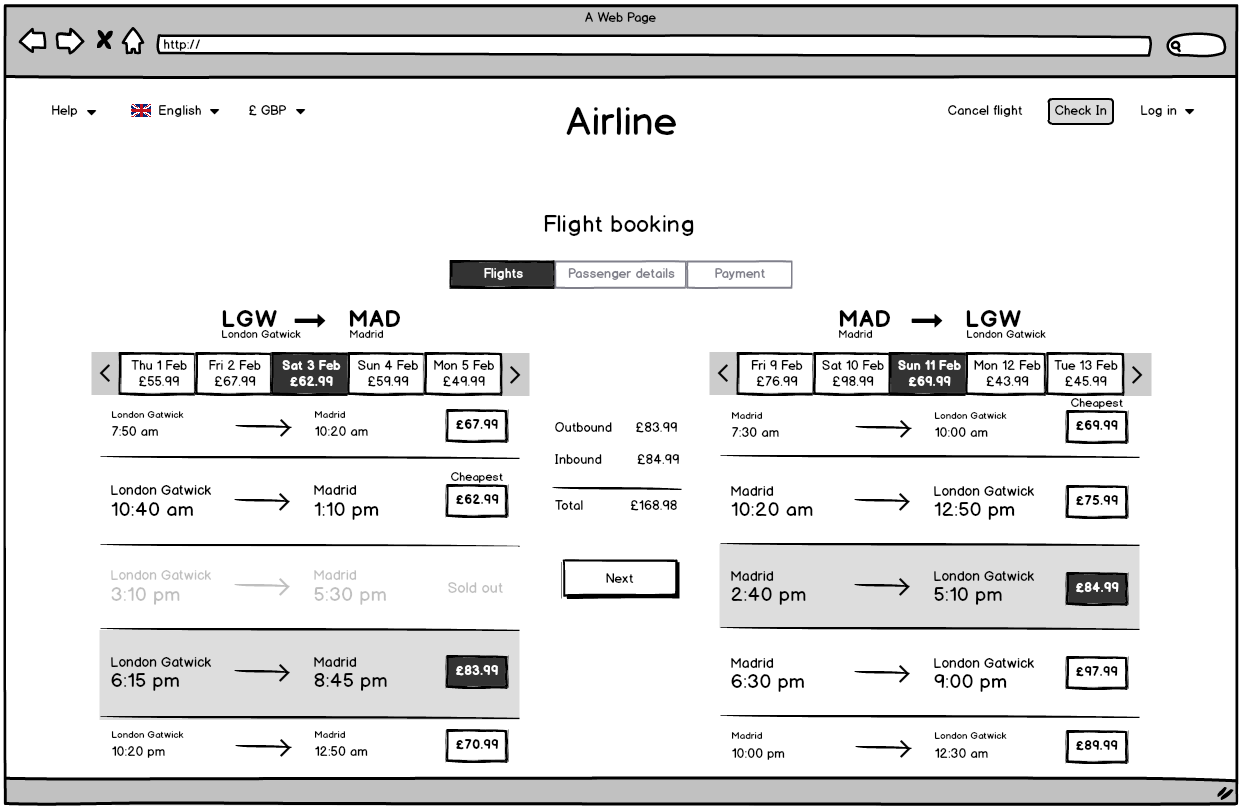 A Web Page
http://
Help
English
£ GBP
Airline
Cancel flight
Check In
Log in
Flight booking
Flights
Passenger details
Payment
LGW
MAD
London Gatwick
Madrid
Thu 1 Feb
£55.99
Fri 2 Feb
£67.99
Sat 3 Feb
£62.99
Sun 4 Feb
£59.99
Mon 5 Feb
£49.99
London Gatwick
7:50 am
Madrid
10:20 am
£67.99
London Gatwick
10:40 am
Madrid
1:10 pm
Cheapest
£62.99
London Gatwick
3:10 pm
Madrid
5:30 pm
Sold out
London Gatwick
6:15 pm
Madrid
8:45 pm
£83.99
London Gatwick
10:20 pm
Madrid
12:50 am
£70.99
Outbound £83.99
Inbound £84.99
Total £168.98
Next
MAD
LGW
Madrid
London Gatwick
Fri 9 Feb
£76.99
Sat 10 Feb
£98.99
Sun 11 Feb
£69.99
Mon 12 Feb
£43.99
Tue 13 Feb
£45.99
Madrid
7:30 am
London Gatwick
10:00 am
Cheapest
£69.99
Madrid
10:20 am
London Gatwick
12:50 pm
£75.99
Madrid
2:40 pm
London Gatwick
5:10 pm
£84.99
Madrid
6:30 pm
London Gatwick
9:00 pm
£97.99
Madrid
10:00 pm
London Gatwick
12:30 am
£89.99